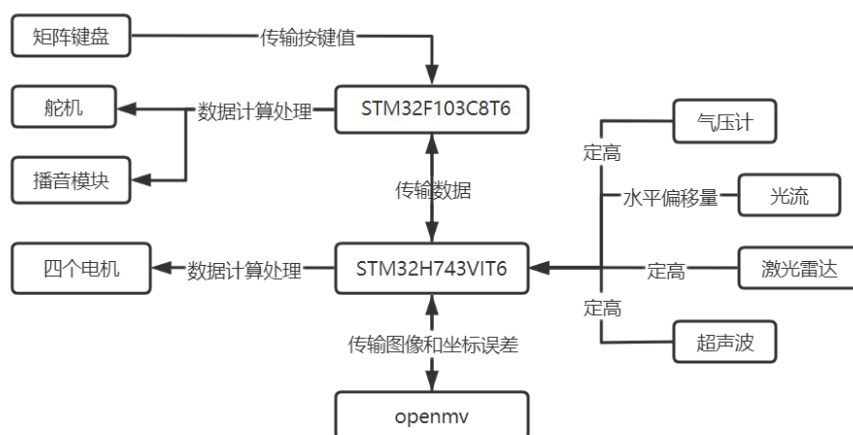 矩阵键盘
传输按键值
舵机
数据计算处理
STM32F103C8T6
气压计
定高
播音模块
传输数据
水平偏移量
光流
四个电机
数据计算处理
STM32H743VIT6
定高
激光雷达
定高
传输图像和坐标误差
超声波
openmv